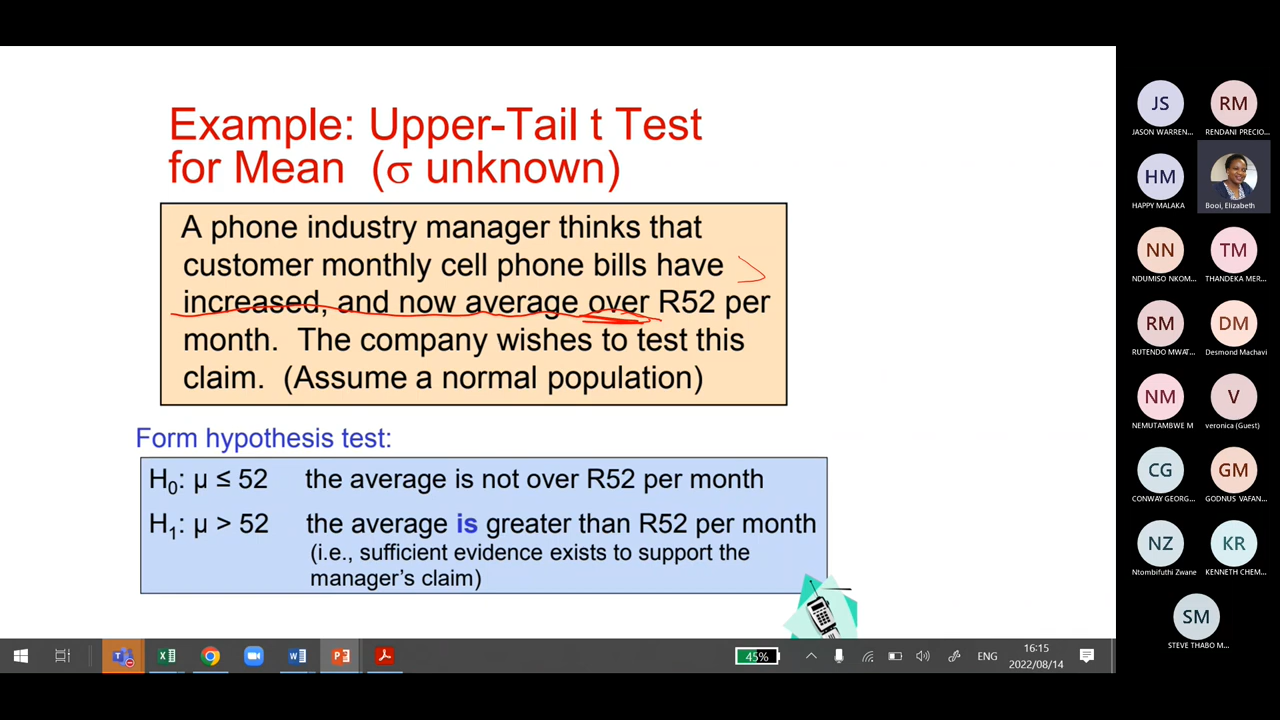 Example: Upper-Tail t Test
for Mean (σ unknown)
A phone industry manager thinks that
customer monthly cell phone bills have >
increased, and now average over R52 per
month. The company wishes to test this
claim. (Assume a normal population)
Form hypothesis test:
H₀: μ ≤ 52 the average is not over R52 per month
H₁: μ > 52 the average is greater than R52 per month
(i.e., sufficient evidence exists to support the
manager’s claim)
JS RM
JASON WARREN... RENDANI PRECIO...
HM
HAPPY MALAKA Booi, Elizabeth
NN TM
NDUMISO NKOM... THANDEKA MER...
RM DM
RUTENDO MWAT... Desmond Machavi
NM V
NEMUTAMBWE M veronica (Guest)
CG GM
CONWAY GEORG... GODNUS VAFAN...
NZ KR
Ntombifuthi Zwane KENNETH CHEM...
SM
STEVE THABO M...
45% ENG 16:15
2022/08/14